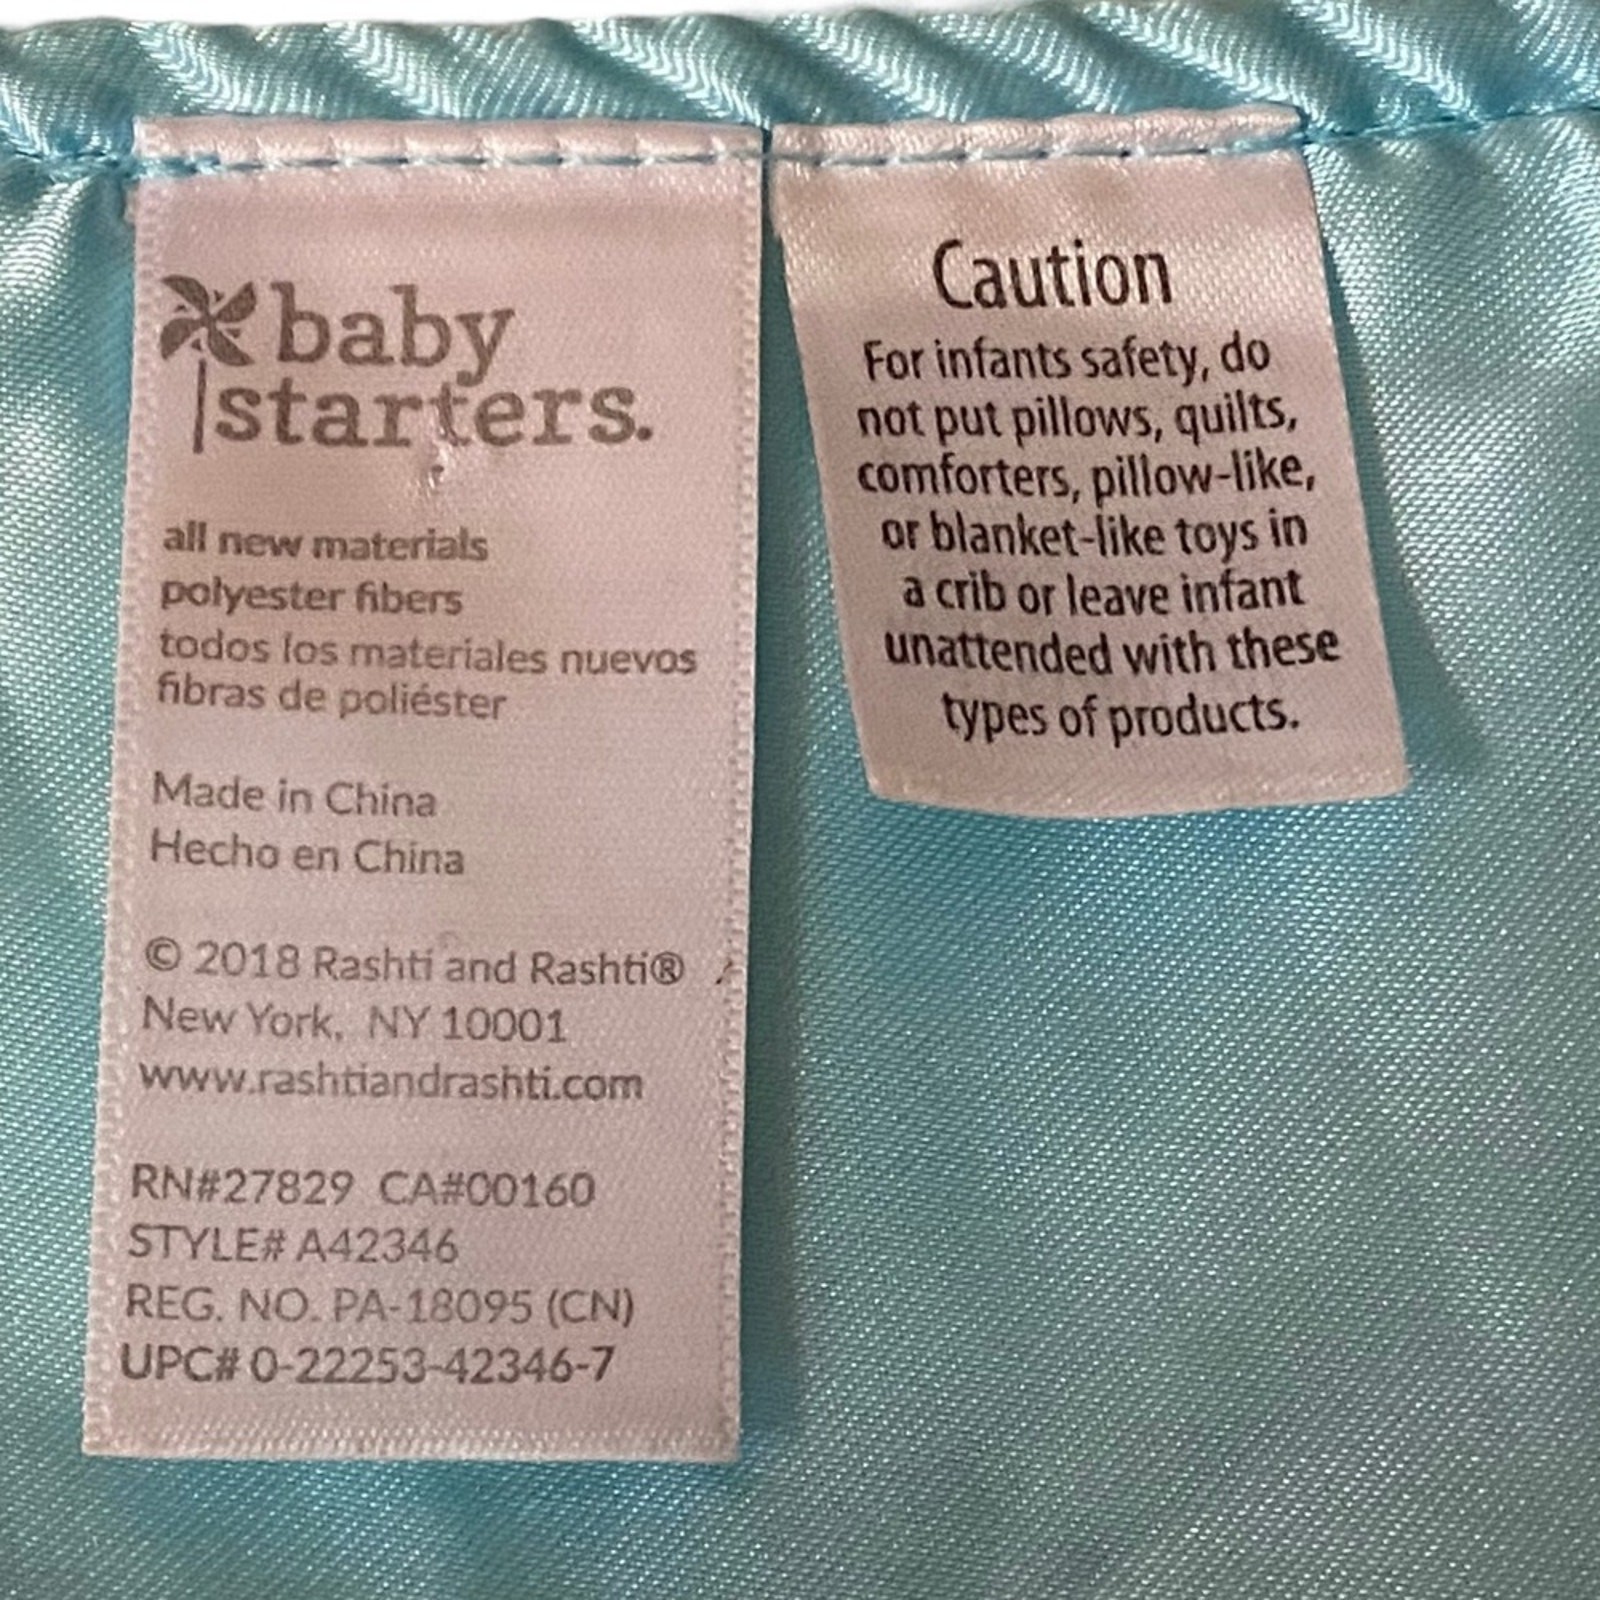 baby
starters.
all new materials
polyester fibers
todos los materiales nuevos
fibras de poliéster
Made in China
Hecho en China
© 2018 Rashti and Rashti®
New York, NY 10001
www.rashtiandrashti.com
RN#27829 CA#00160
STYLE# A42346
REG. NO. PA-18095 (CN)
UPC# 0-22253-42346-7
Caution
For infants safety, do
not put pillows, quilts,
comforters, pillow-like,
or blanket-like toys in
a crib or leave infant
unattended with these
types of products.